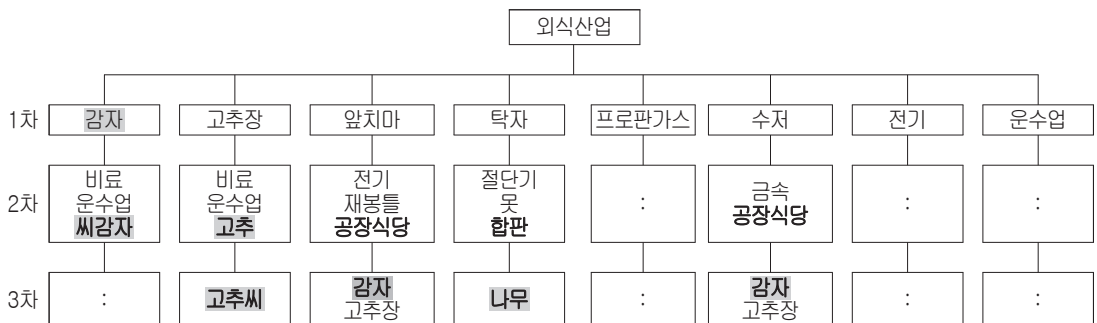 외식산업
1차 감자 고추장 앞치마 탁자 프로판가스 수저 전기 운수업
2차
비료
운수업
씨감자
비료
운수업
고추
전기
재봉틀
공장식당
절단기
못
합판
:
금속
공장식당
:
:
3차
:
고추씨
감자
고추장
나무
:
감자
고추장
:
: